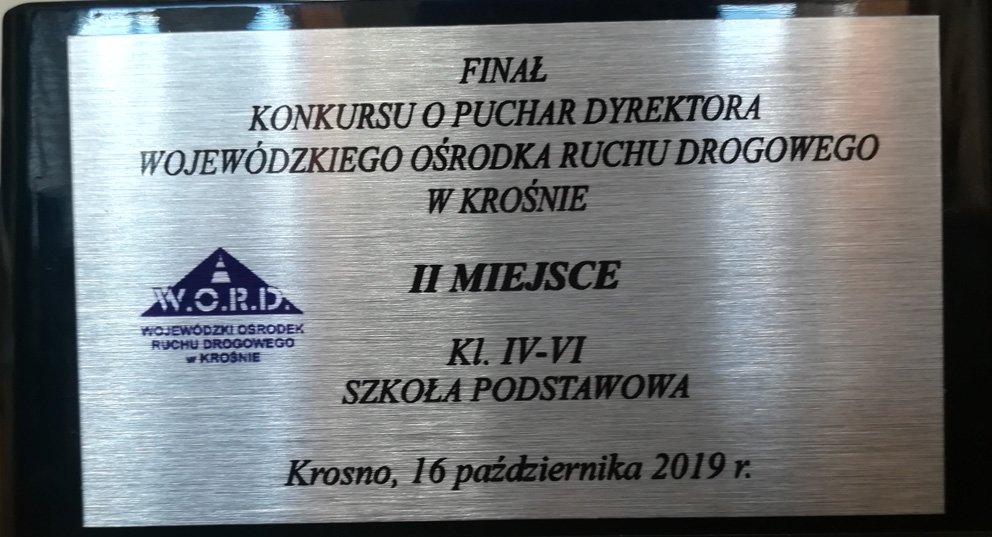 FINAŁ
KONKURSU O PUCHAR DYREKTORA
WOJEWÓDZKIEGO OŚRODKA RUCHU DROGOWEGO
W KROŚNIE
II MIEJSCE
W.O.R.D.
WOJEWÓDZKI OŚRODEK
RUCHU DROGOWEGO
w KROŚNIE
Kl. IV-VI
SZKOŁA PODSTAWOWA
Krosno, 16 października 2019 r.